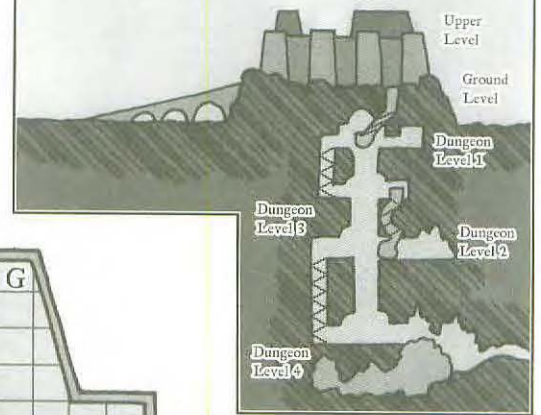 Upper
Level
Ground
Level
Dungeon
Level 1
Dungeon
Level 3
Dungeon
Level 2
G
Dungeon
Level 4